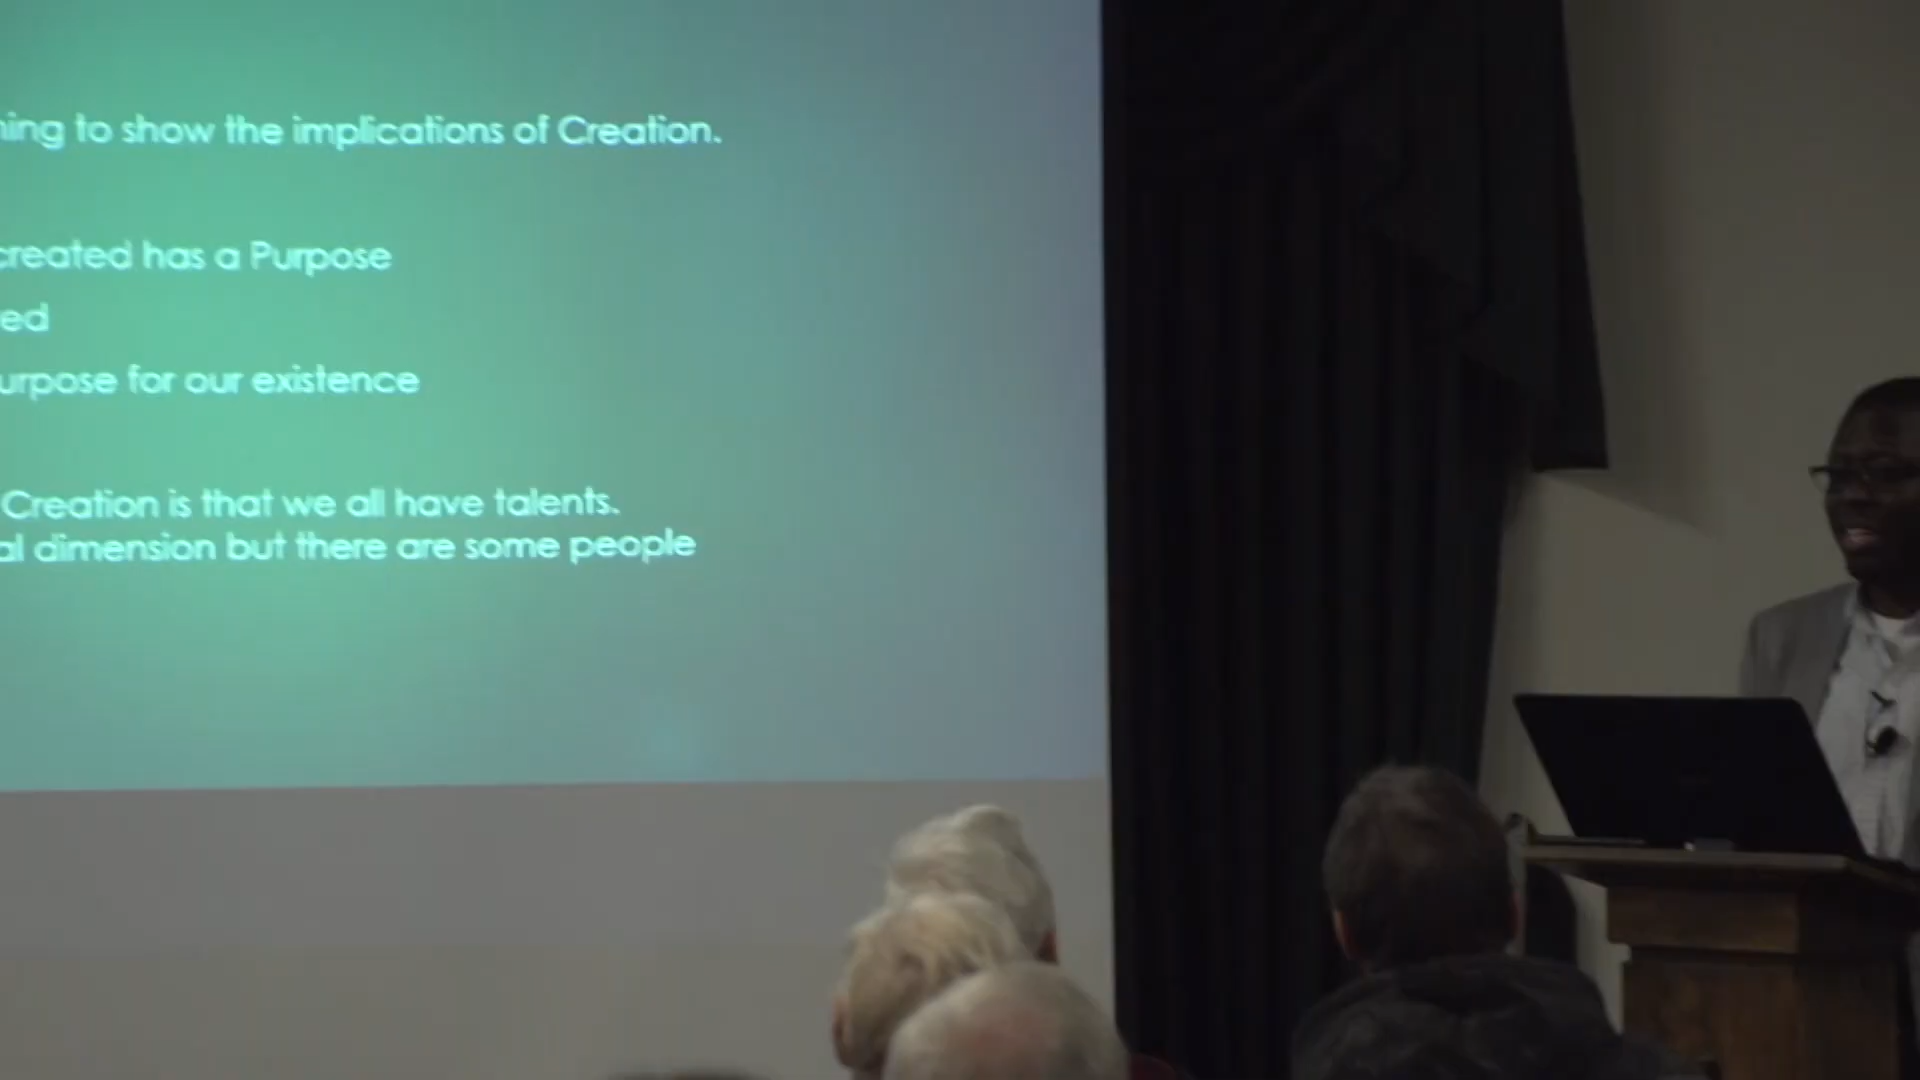 ing to show the implications of Creation.
created has a Purpose
ed
urpose for our existence
Creation is that we all have talents.
al dimension but there are some people